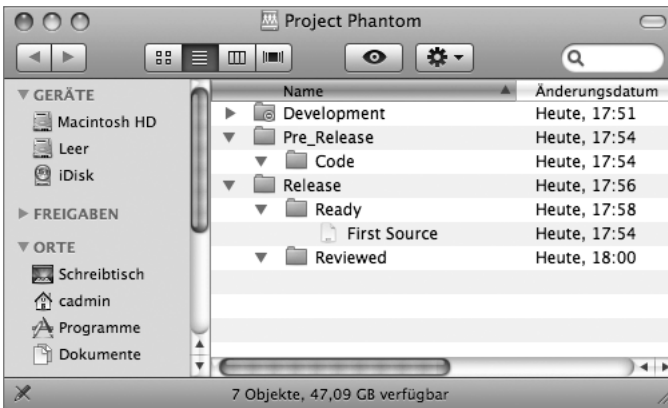 Project Phantom
Name Änderungsdatum
GERÄTE
Macintosh HD
Leer
iDisk
FREIGABEN
ORTE
Schreibtisch
cadmin
Programme
Dokumente
Development Heute, 17:51
Pre_Release Heute, 17:54
Code Heute, 17:54
Release Heute, 17:56
Ready Heute, 17:58
First Source Heute, 17:54
Reviewed Heute, 18:00
7 Objekte, 47,09 GB verfügbar